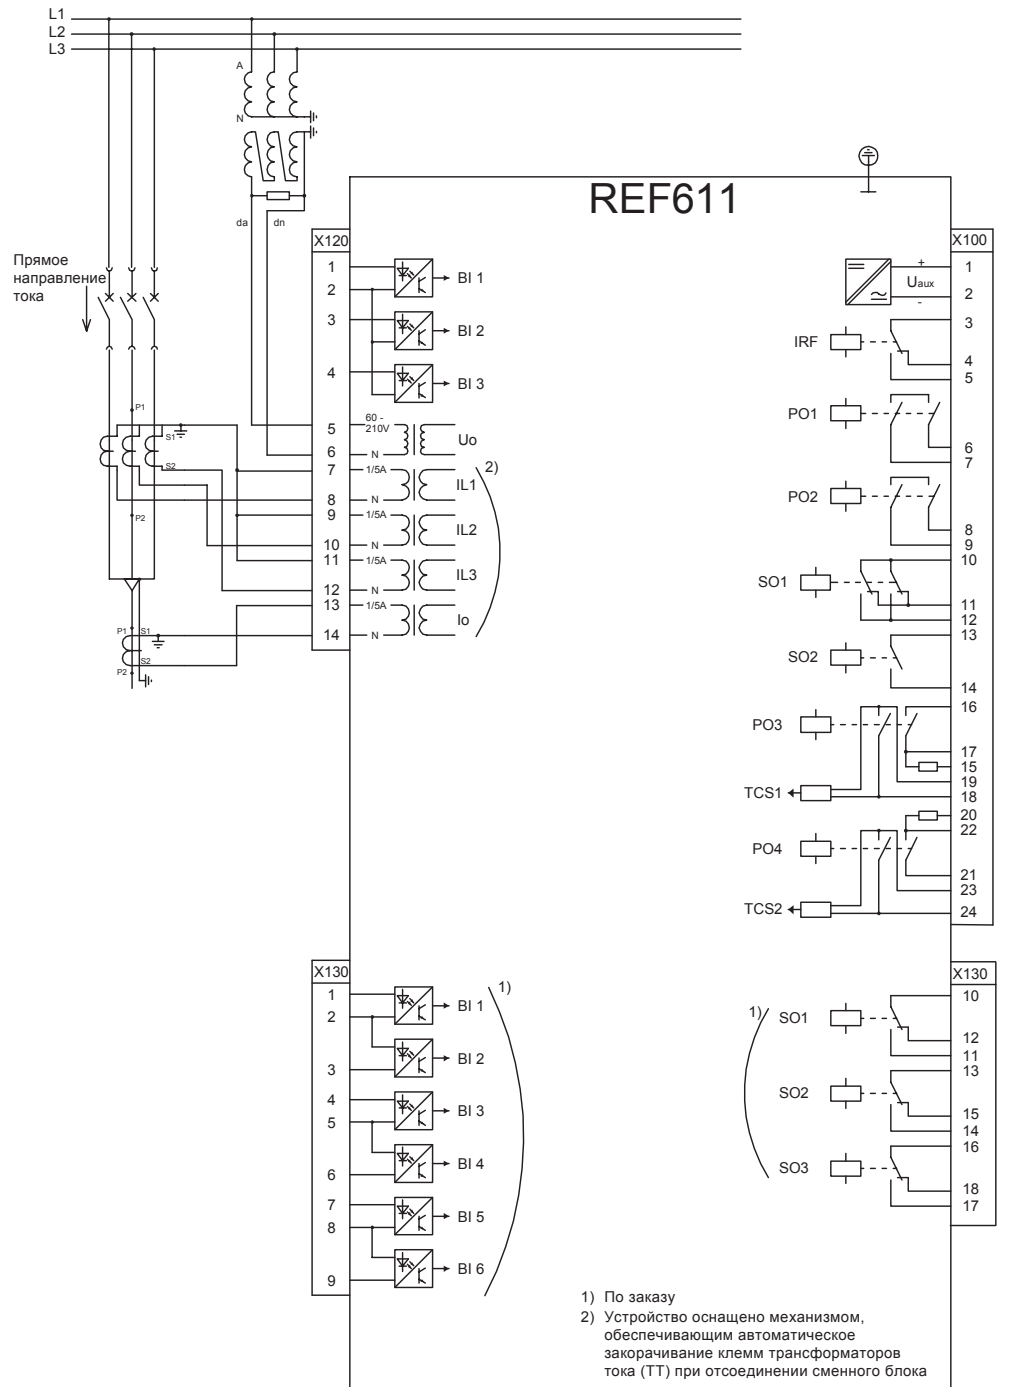 L1
L2
L3
A
N
da
dn
REF611
Прямое
направление
тока
X120
1
2
3
4
5
6
7
8
9
10
11
12
13
14
BI 1
BI 2
BI 3
60 -
210V
N
Uo
1/5A
N
IL1
2)
1/5A
N
IL2
1/5A
N
IL3
1/5A
N
Io
P1
S1
S2
P2
P1
S1
S2
P2
X100
+
Uaux
-
1
2
IRF
3
4
5
PO1
6
7
PO2
8
9
SO1
10
11
12
SO2
13
14
PO3
16
17
15
19
TCS1
18
20
22
PO4
21
23
TCS2
24
X130
1
2
3
4
5
6
7
8
9
BI 1
1)
BI 2
BI 3
BI 4
BI 5
BI 6
X130
1)
SO1
10
12
11
SO2
13
15
14
SO3
16
18
17
1) По заказу
2) Устройство оснащено механизмом,
обеспечивающим автоматическое
закорачивание клемм трансформаторов
тока (ТТ) при отсоединении сменного блока